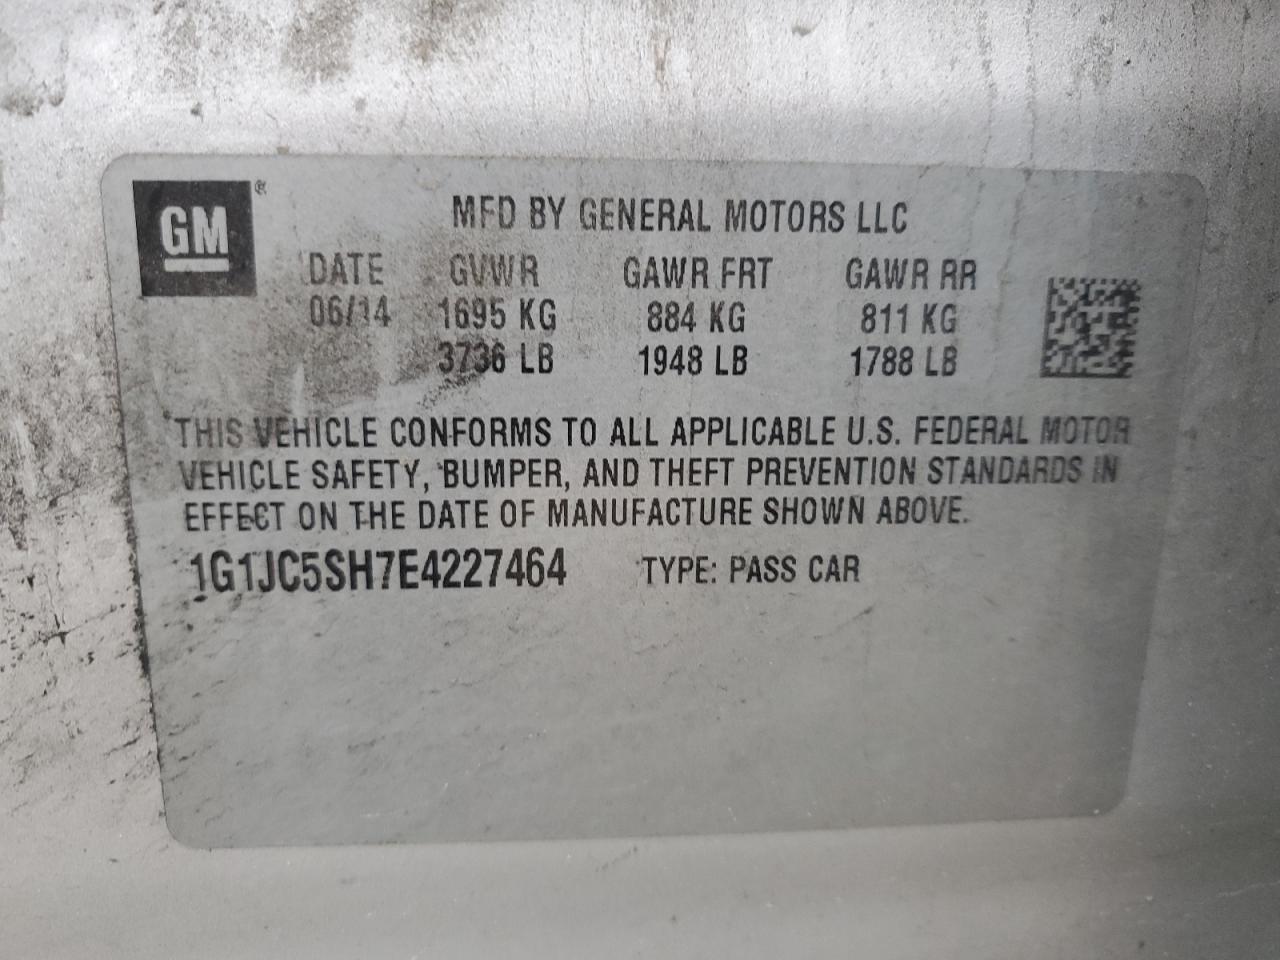 GM ®
MFD BY GENERAL MOTORS LLC
DATE GVWR GAWR FRT GAWR RR
06/14 1695 KG 884 KG 811 KG
3736 LB 1948 LB 1788 LB
THIS VEHICLE CONFORMS TO ALL APPLICABLE U.S. FEDERAL MOTOR
VEHICLE SAFETY, BUMPER, AND THEFT PREVENTION STANDARDS IN
EFFECT ON THE DATE OF MANUFACTURE SHOWN ABOVE.
1G1JC5SH7E4227464 TYPE: PASS CAR